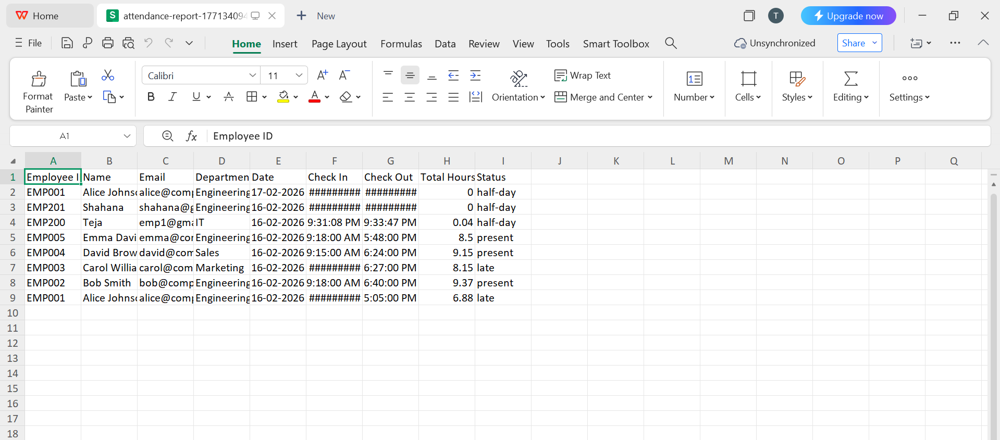 Home attendance-report-177134094 New T Upgrade now
File Home Insert Page Layout Formulas Data Review View Tools Smart Toolbox Unsynchronized Share
Format Painter Paste Calibri 11 A+ A- B I U A A Orientation Wrap Text Merge and Center Number Cells Styles Editing Settings
A1 fx Employee ID
A B C D E F G H I J K L M N O P Q
1 Employee I Name Email Departmen Date Check In Check Out Total Hours Status
2 EMP001 Alice Johnso alice@comp Engineering 17-02-2026 ######### ######### 0 half-day
3 EMP201 Shahana shahana@g Engineering 16-02-2026 ######### ######### 0 half-day
4 EMP200 Teja emp1@gma IT 16-02-2026 9:31:08 PM 9:33:47 PM 0.04 half-day
5 EMP005 Emma Davi emma@cor Engineering 16-02-2026 9:18:00 AM 5:48:00 PM 8.5 present
6 EMP004 David Brow david@com Sales 16-02-2026 9:15:00 AM 6:24:00 PM 9.15 present
7 EMP003 Carol Willia carol@com Marketing 16-02-2026 ######### 6:27:00 PM 8.15 late
8 EMP002 Bob Smith bob@comp Engineering 16-02-2026 9:18:00 AM 6:40:00 PM 9.37 present
9 EMP001 Alice Johnso alice@comp Engineering 16-02-2026 ######### 5:05:00 PM 6.88 late
10
11
12
13
14
15
16
17
18